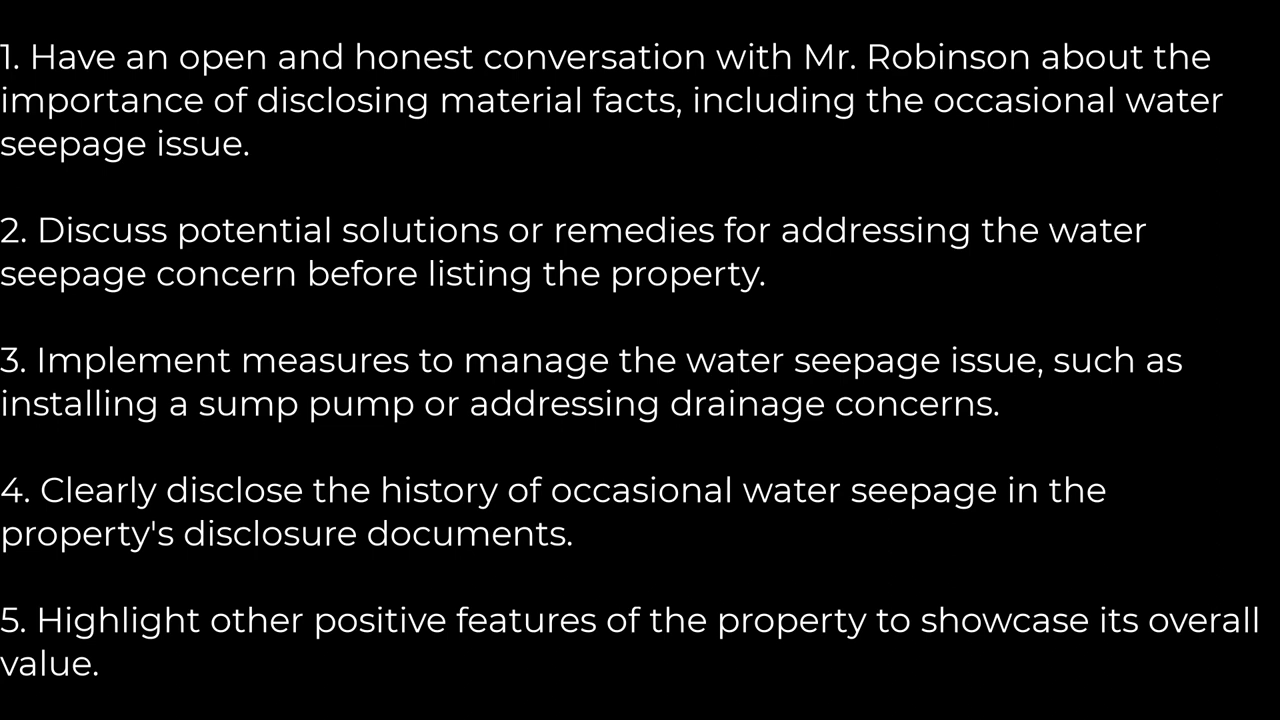 1. Have an open and honest conversation with Mr. Robinson about the
importance of disclosing material facts, including the occasional water
seepage issue.
2. Discuss potential solutions or remedies for addressing the water
seepage concern before listing the property.
3. Implement measures to manage the water seepage issue, such as
installing a sump pump or addressing drainage concerns.
4. Clearly disclose the history of occasional water seepage in the
property's disclosure documents.
5. Highlight other positive features of the property to showcase its overall
value.